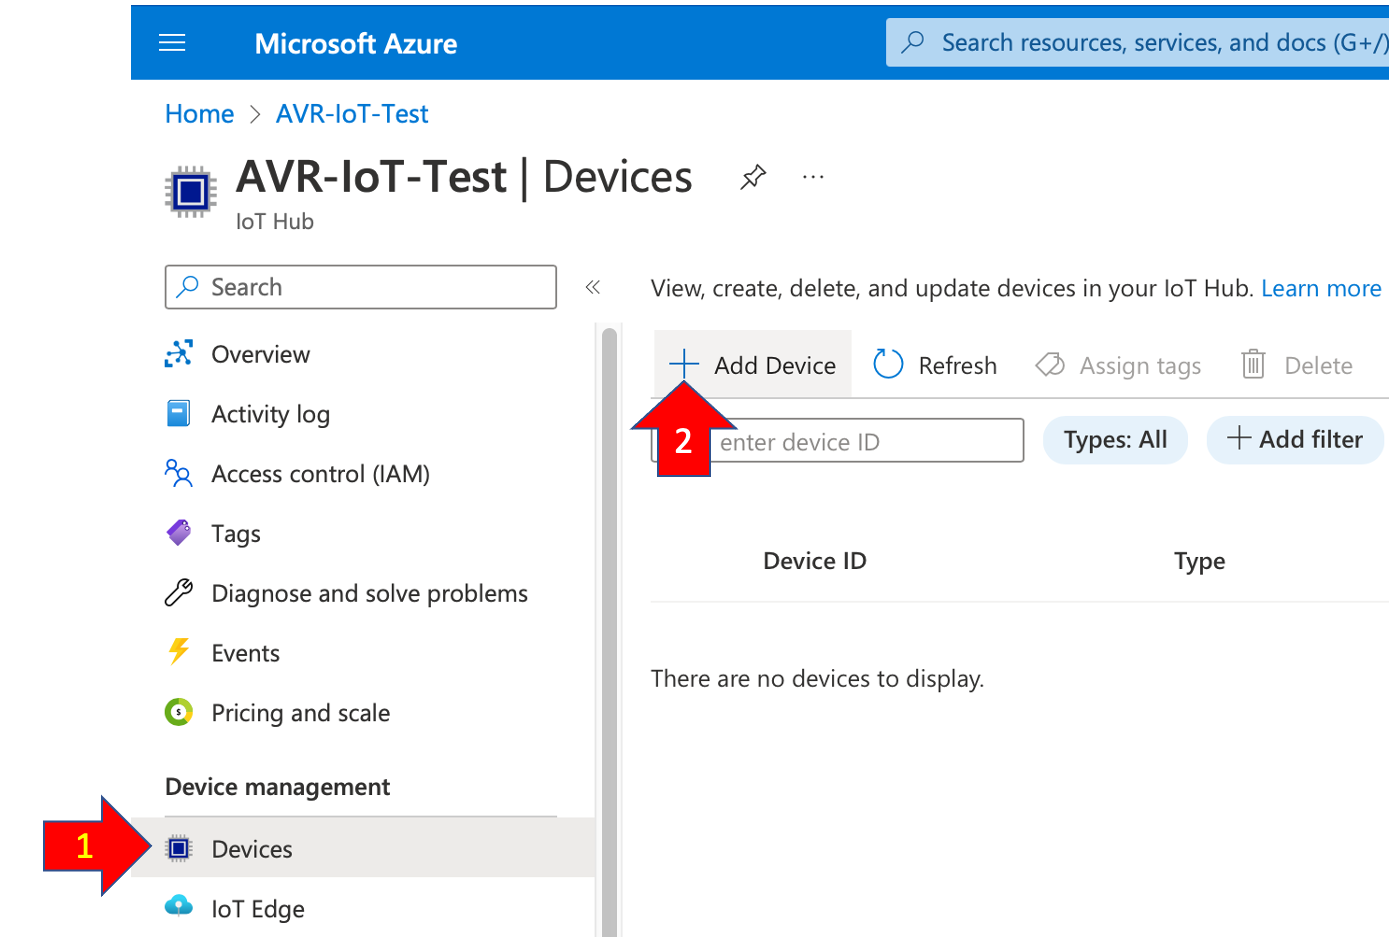 Microsoft Azure
Search resources, services, and docs (G+/)
Home > AVR-IoT-Test
AVR-IoT-Test | Devices
...
IoT Hub
Search
«
View, create, delete, and update devices in your IoT Hub. Learn more
Overview
Add Device
Refresh
Assign tags
Delete
Activity log
2
enter device ID
Types: All
Add filter
Access control (IAM)
Tags
Device ID
Type
Diagnose and solve problems
Events
There are no devices to display.
Pricing and scale
Device management
1
Devices
IoT Edge